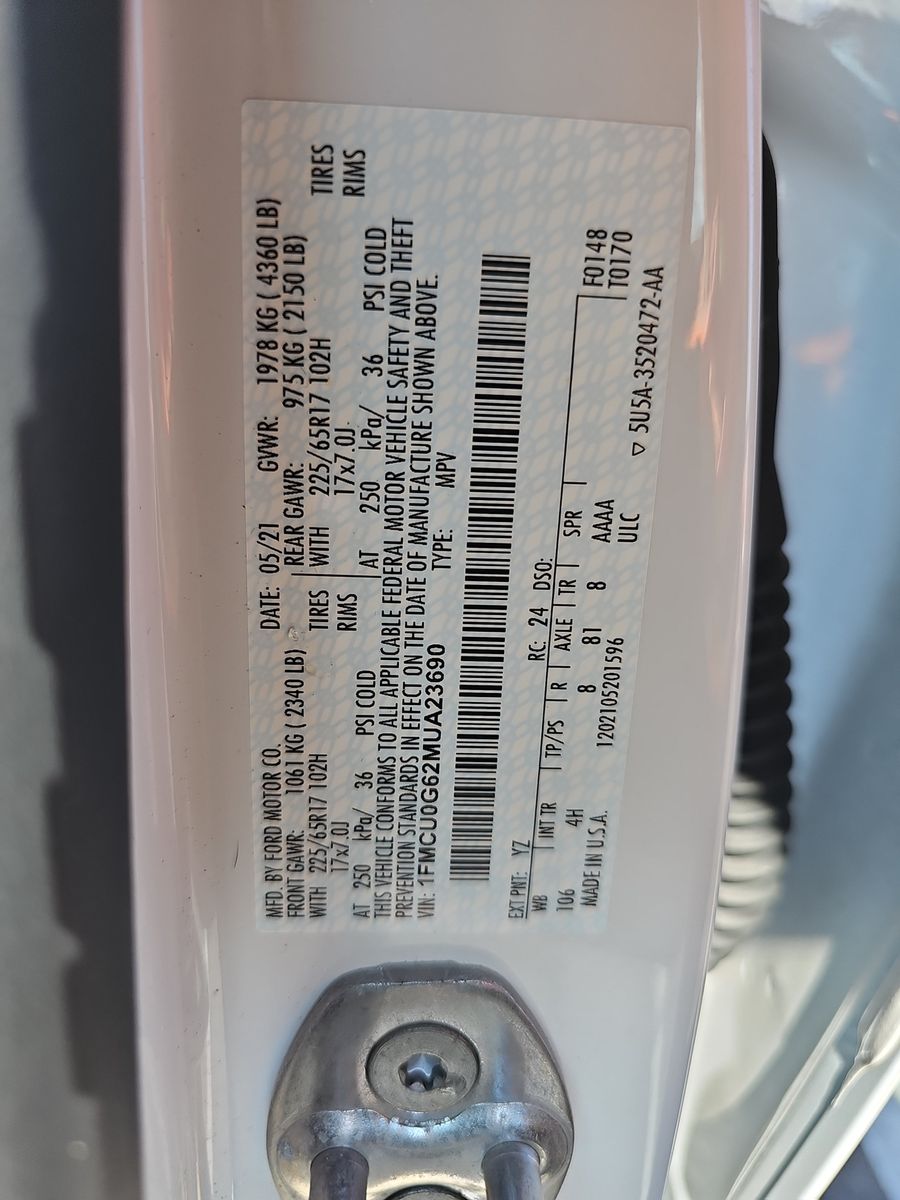 MFD. BY FORD MOTOR CO. DATE: 05/21 GVWR: 1978 KG ( 4360 LB)
FRONT GAWR: 1061 KG ( 2340 LB) REAR GAWR: 975 KG ( 2150 LB)
WITH 225/65R17 102H TIRES WITH 225/65R17 102H TIRES
17x7.0J RIMS 17x7.0J RIMS
AT 250 kPa/ 36 PSI COLD AT 250 kPa/ 36 PSI COLD
THIS VEHICLE CONFORMS TO ALL APPLICABLE FEDERAL MOTOR VEHICLE SAFETY AND THEFT
PREVENTION STANDARDS IN EFFECT ON THE DATE OF MANUFACTURE SHOWN ABOVE.
VIN: 1FMCU0G62MUA23690 TYPE: MPV
EXT PNT: YZ RC: 24 DSO:
WB INT TR TP/PS R AXLE TR SPR F0148
106 4H 8 81 8 AAAA T0170
MADE IN U.S.A. 1202105201596 ULC
▽ 5U5A-3520472-AA